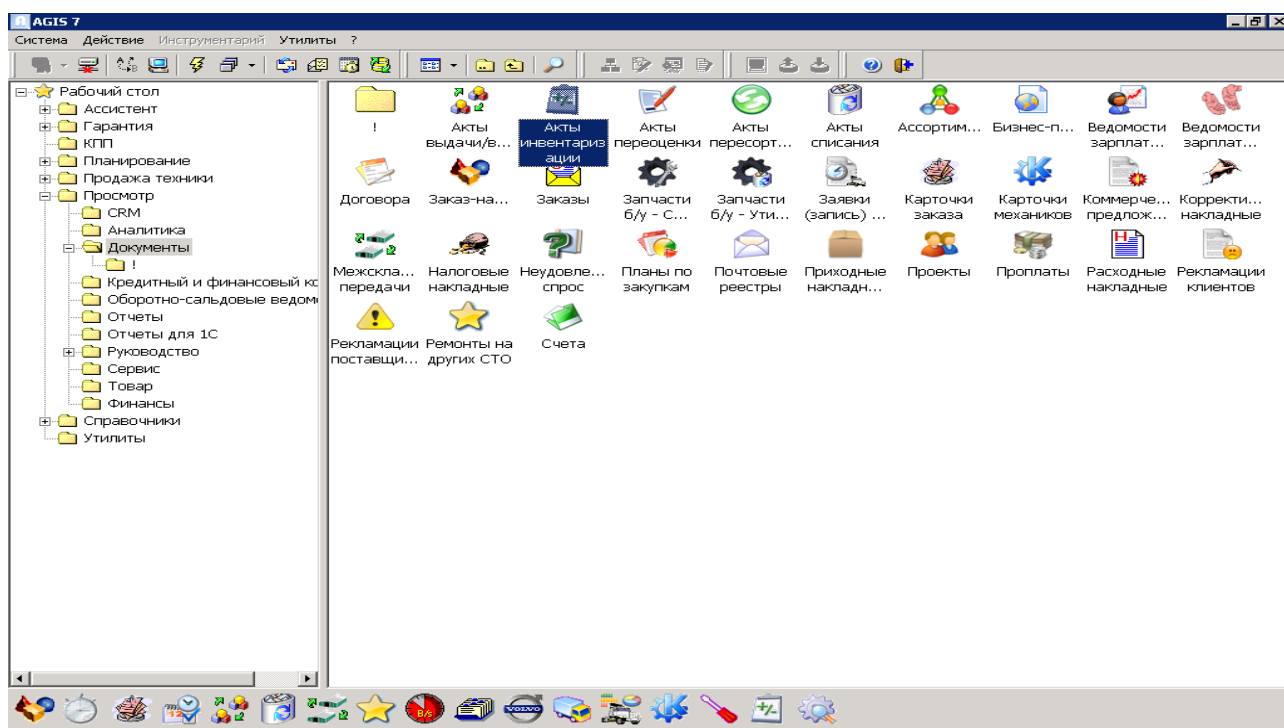 AGIS 7
Система Действие Инструментарий Утилиты ?
Рабочий стол
Ассистент
Гарантия
КПП
Планирование
Продажа техники
Просмотр
CRM
Аналитика
Документы
!
Кредитный и финансовый кс
Оборотно-сальдовые ведом
Отчеты
Отчеты для 1С
Руководство
Сервис
Товар
Финансы
Справочники
Утилиты
!
Акты
выдачи/в...
Акты
инвентариз
ации
Акты
переоценки
Акты
пересорт...
Акты
списания
Ассортим...
Бизнес-п...
Ведомости
зарплат...
Ведомости
зарплат...
Договора
Заказ-на...
Заказы
Запчасти
б/у - С...
Запчасти
б/у - Ути...
Заявки
(запись) ...
Карточки
заказа
Карточки
механиков
Коммерче...
предлож...
Корректи...
накладные
Межскла...
передачи
Налоговые
накладные
Неудовле...
спрос
Планы по
закупкам
Почтовые
реестры
Приходные
накладн...
Проекты
Проплаты
Расходные
накладные
Рекламации
клиентов
Рекламации
поставщи...
Ремонты на
других СТО
Счета
B/s
VOLVO
+/-